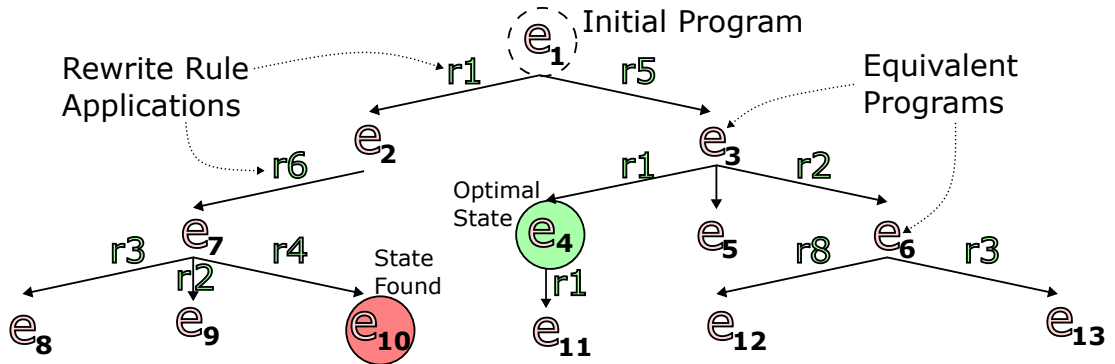 Initial Program
e1
Rewrite Rule
Applications
r1
r5
Equivalent
Programs
e2
e3
r6
r1
r2
Optimal
State
e7
e4
e5
e6
r3
r2
r4
r1
r8
r3
State
Found
e8
e9
e10
e11
e12
e13